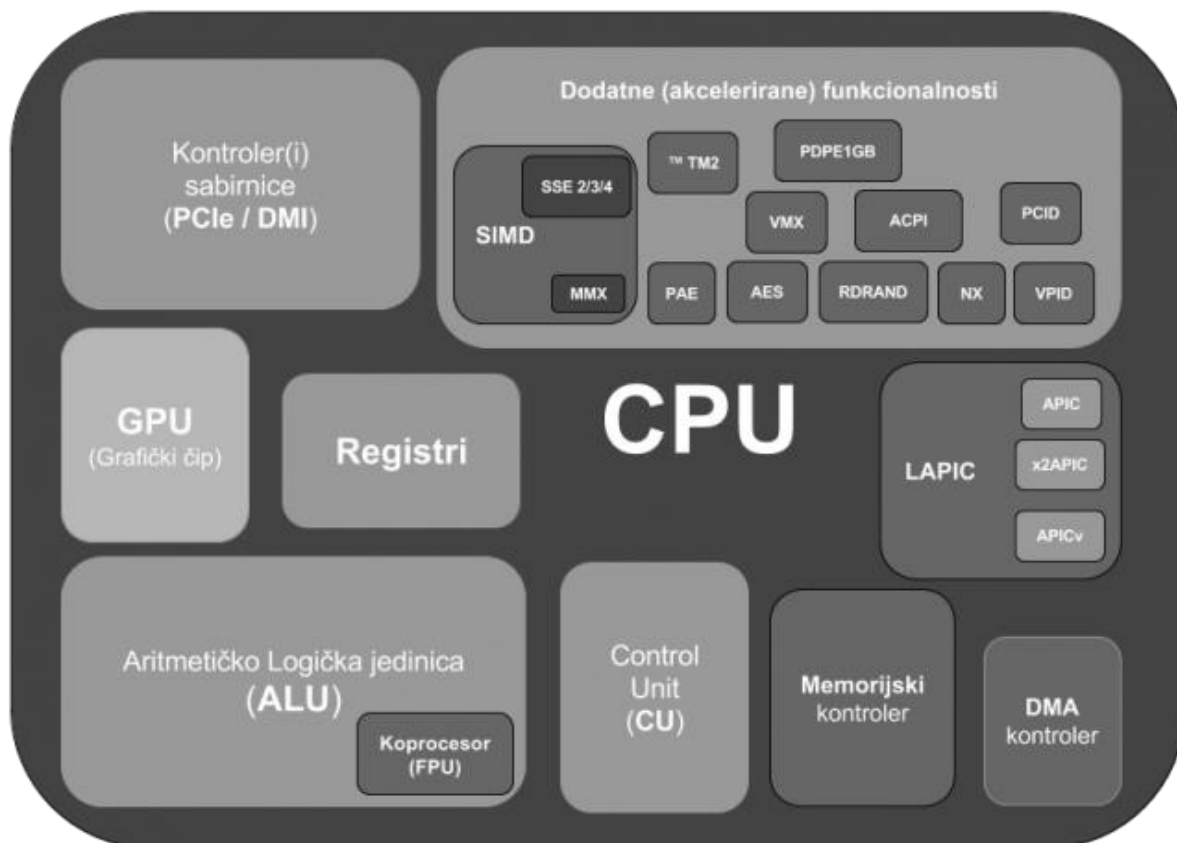 Kontroler(i)
sabirnice
(PCIe / DMI)
Dodatne (akcelerirane) funkcionalnosti
SIMD
SSE 2/3/4
MMX
™ TM2
PDPE1GB
VMX
ACPI
PCID
PAE
AES
RDRAND
NX
VPID
GPU
(Grafički čip)
Registri
CPU
LAPIC
APIC
x2APIC
APICv
Aritmetičko Logička jedinica
(ALU)
Koprocesor
(FPU)
Control
Unit
(CU)
Memorijski
kontroler
DMA
kontroler